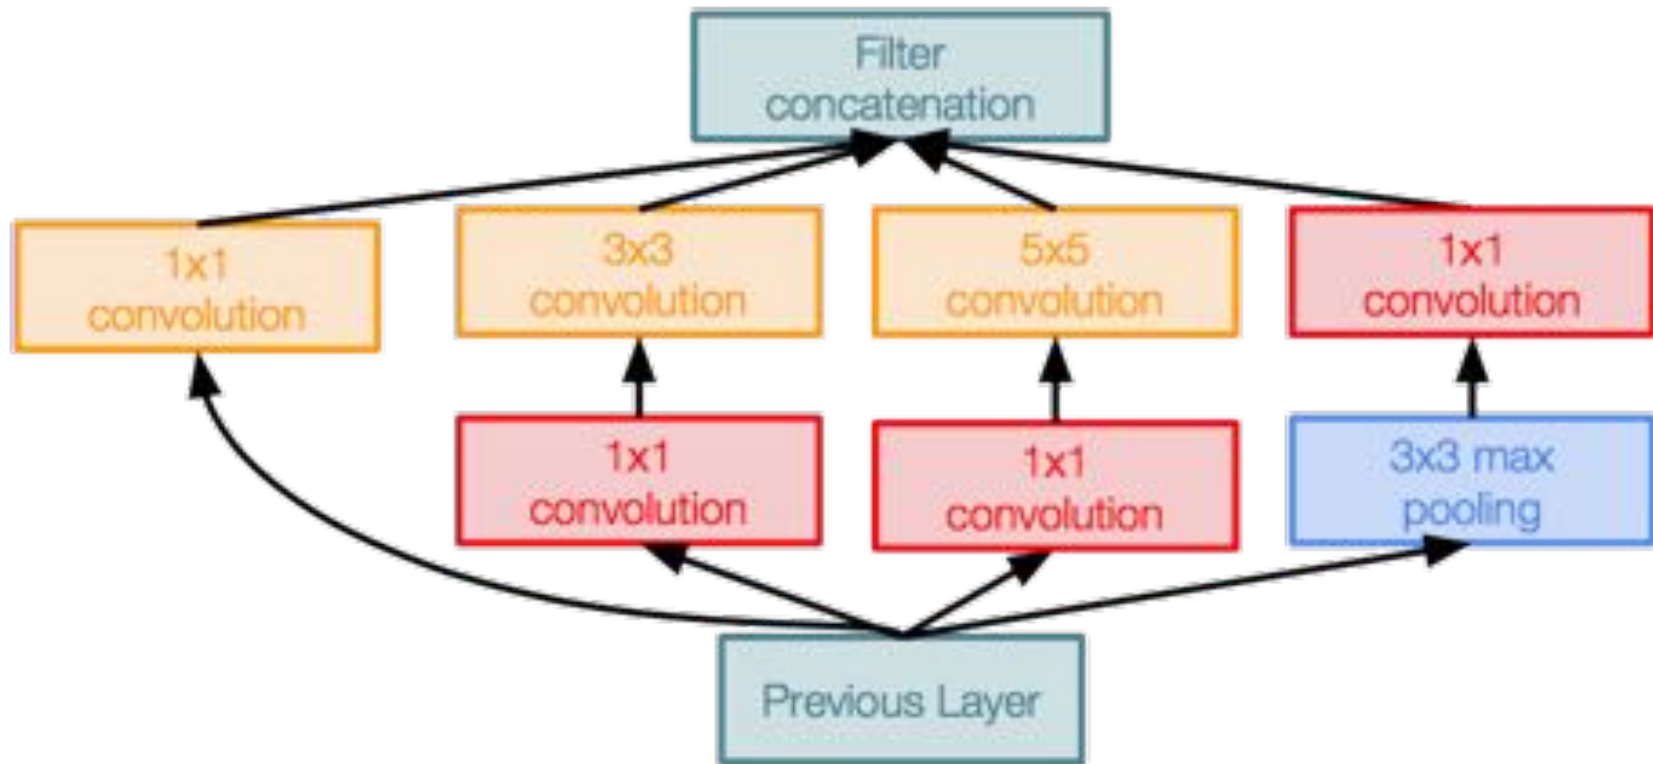 Filter
concatenation
1x1
convolution
3x3
convolution
5x5
convolution
1x1
convolution
1x1
convolution
1x1
convolution
3x3 max
pooling
Previous Layer